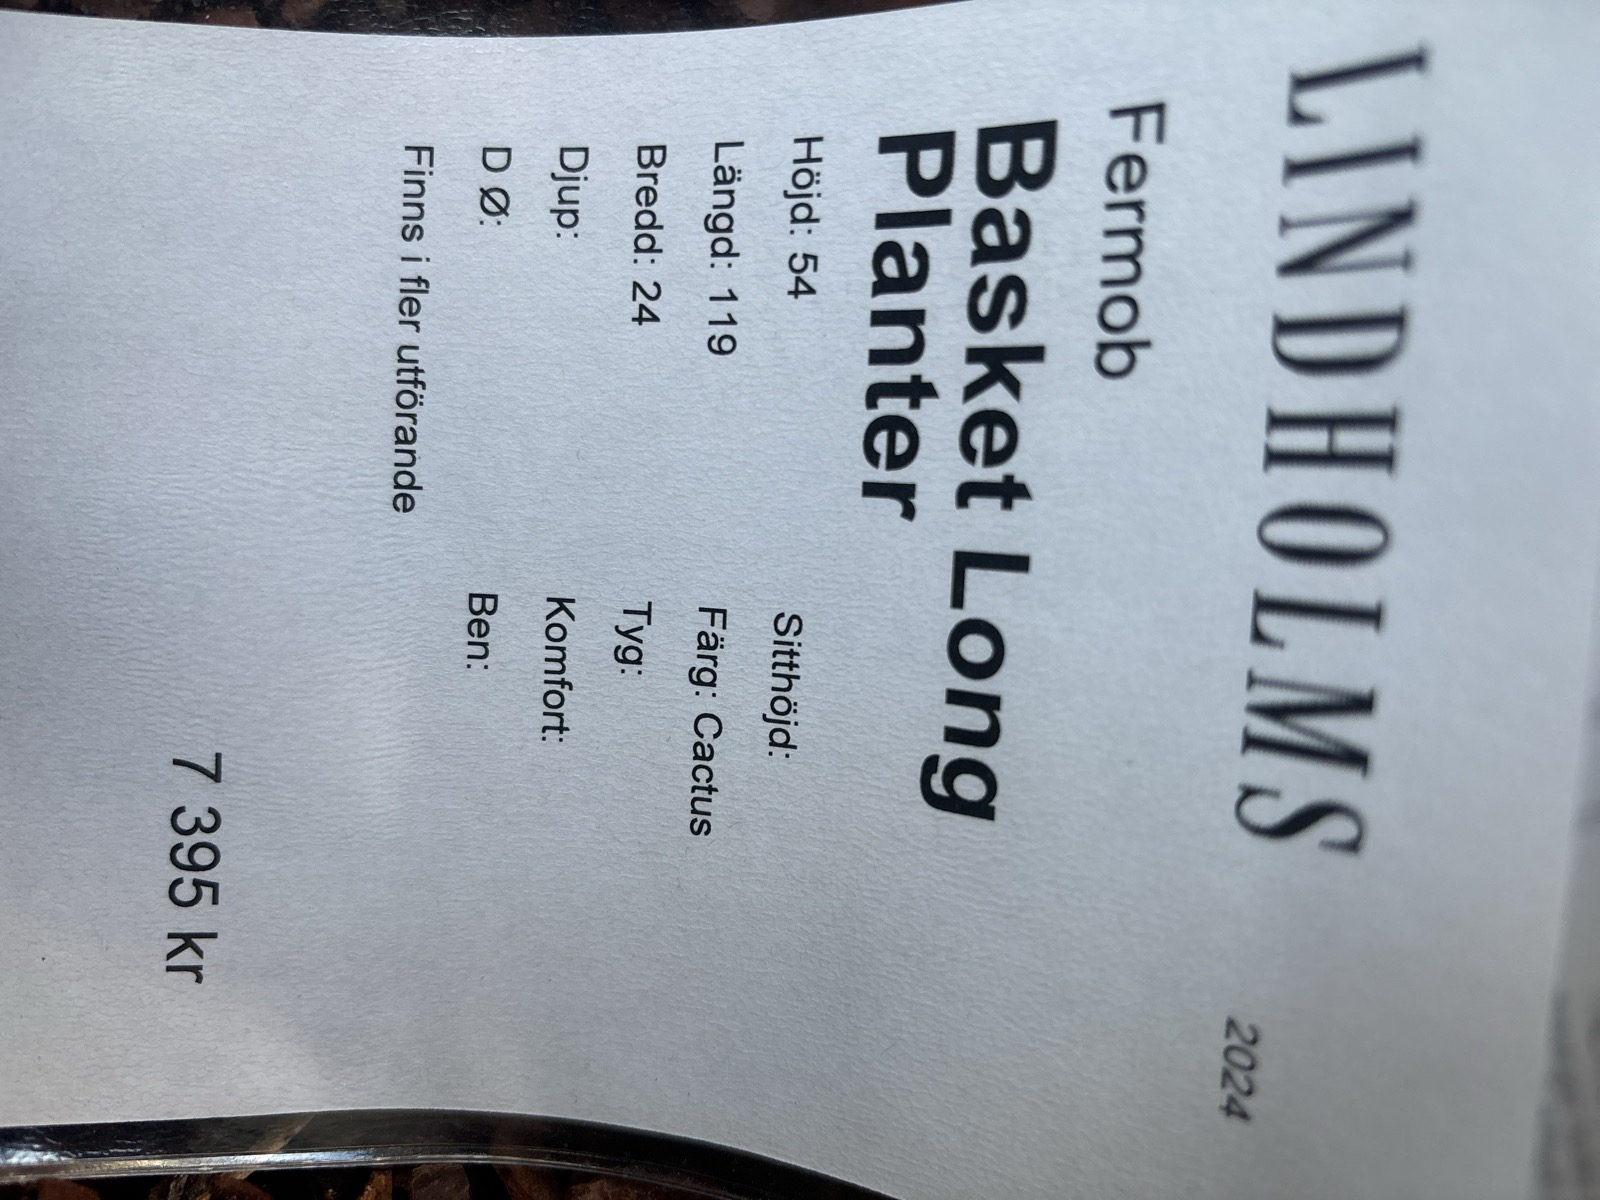 LINDHOLMS
2024
Fermob
Basket Long
Planter
Höjd: 54
Längd: 119
Bredd: 24
Djup:
D Ø:
Finns i fler utförande
Sitthöjd:
Färg: Cactus
Tyg:
Komfort:
Ben:
7 395 kr